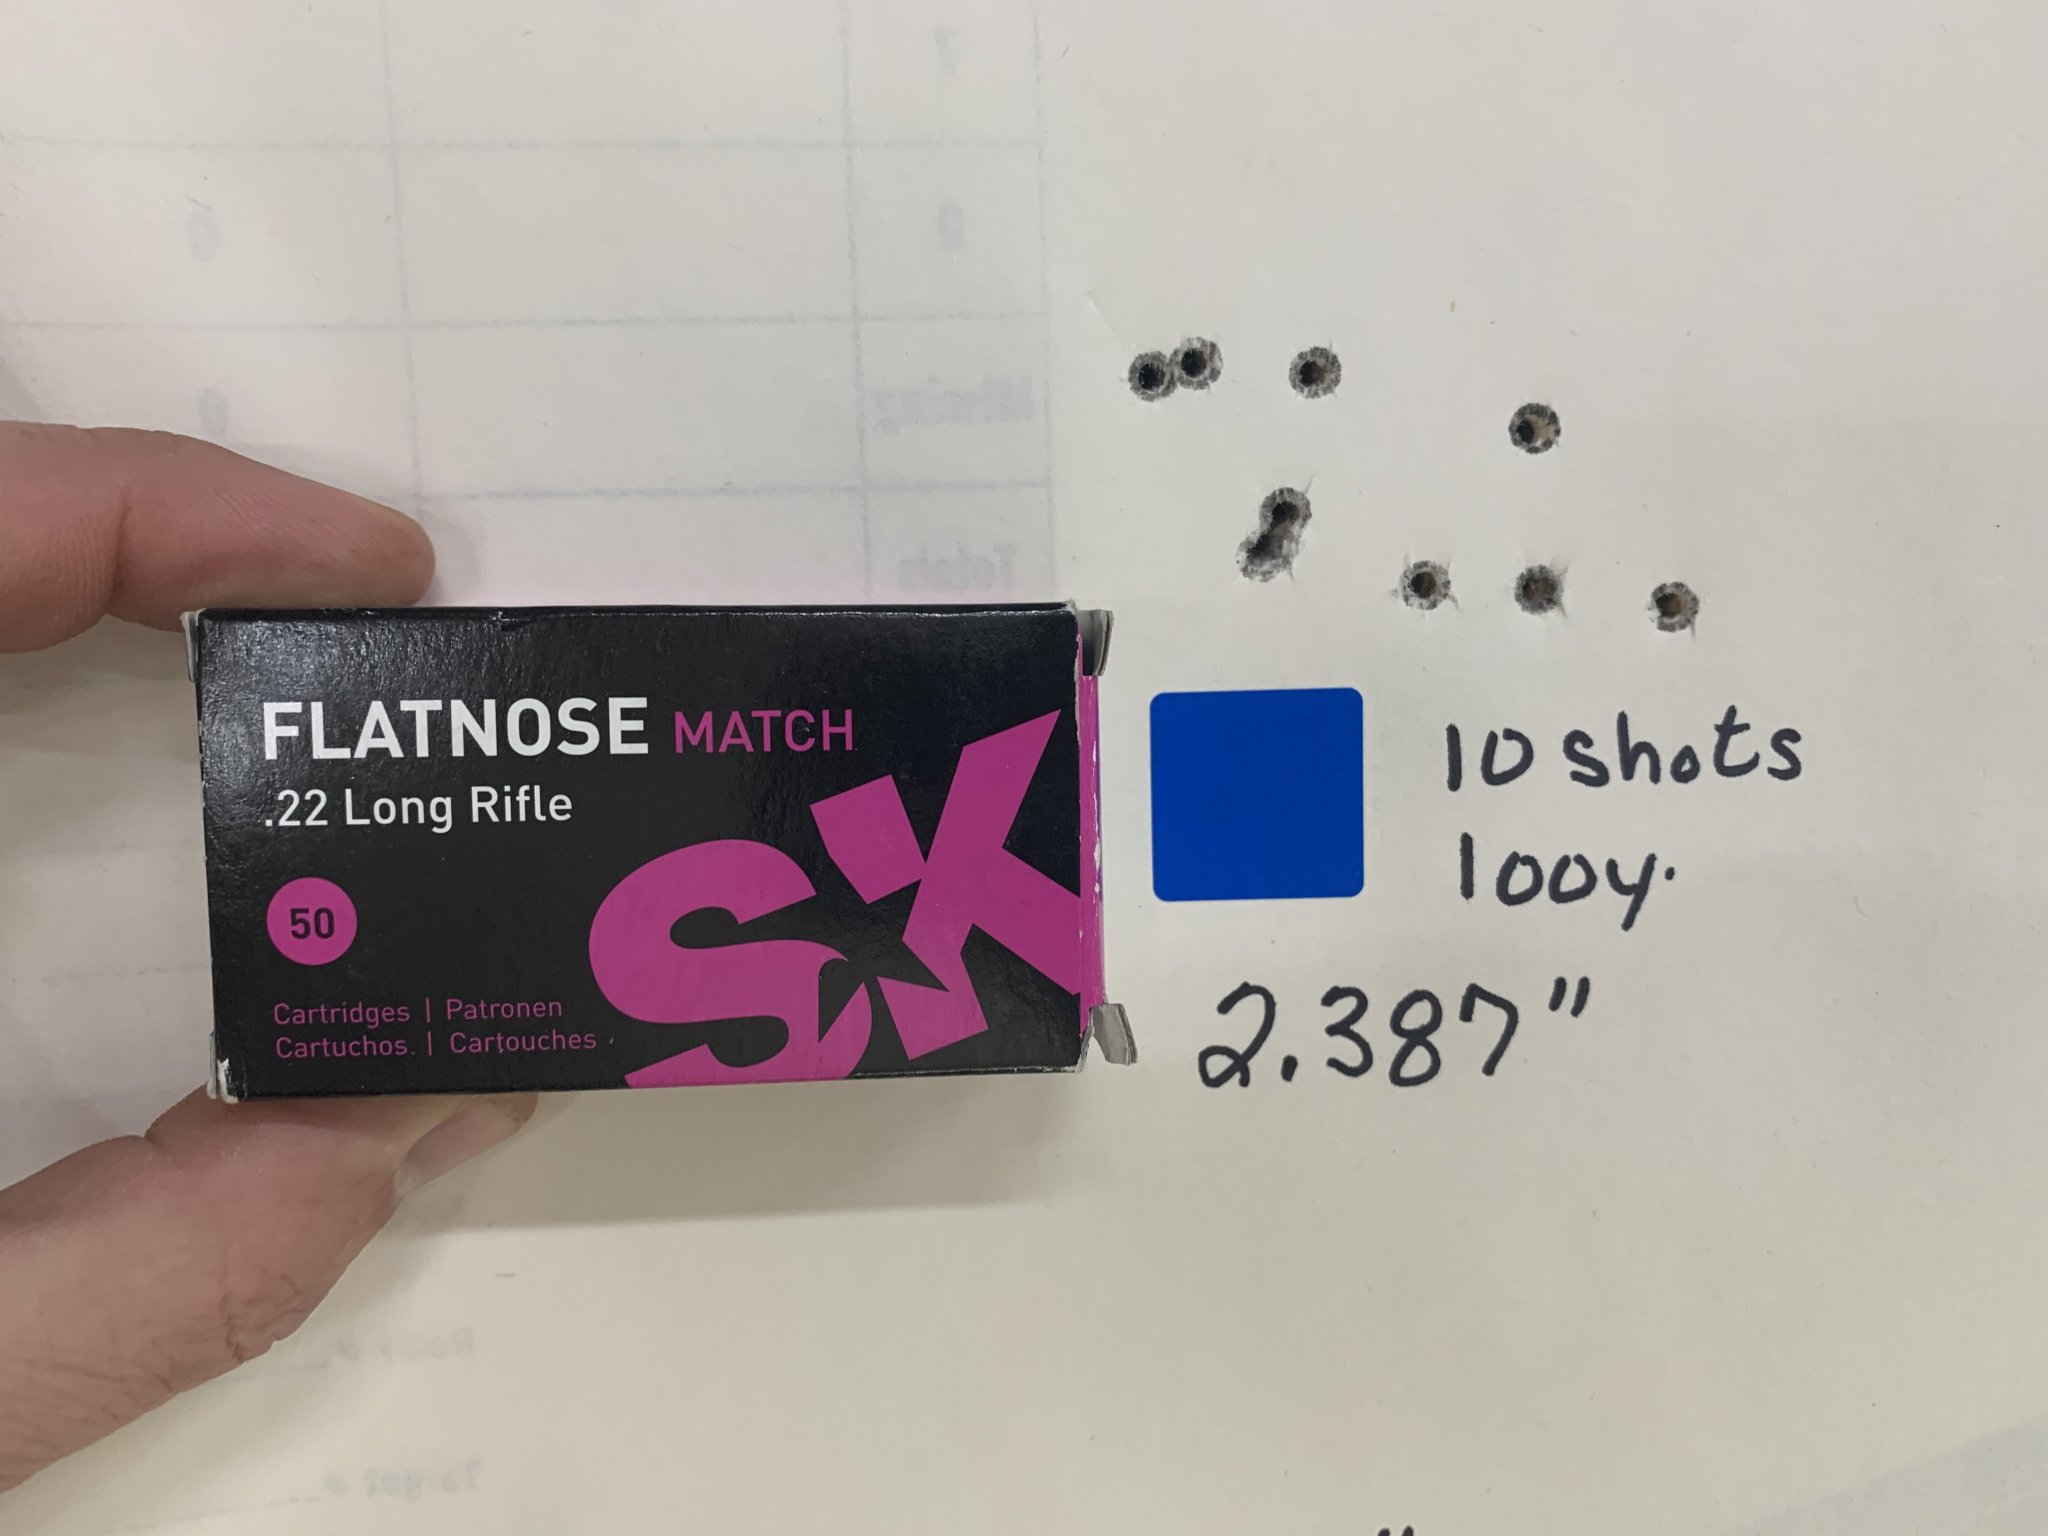 FLATNOSE MATCH
.22 Long Rifle
50
Cartridges | Patronen
Cartuchos | Cartouches
SK
10 shots
100y.
2.387"